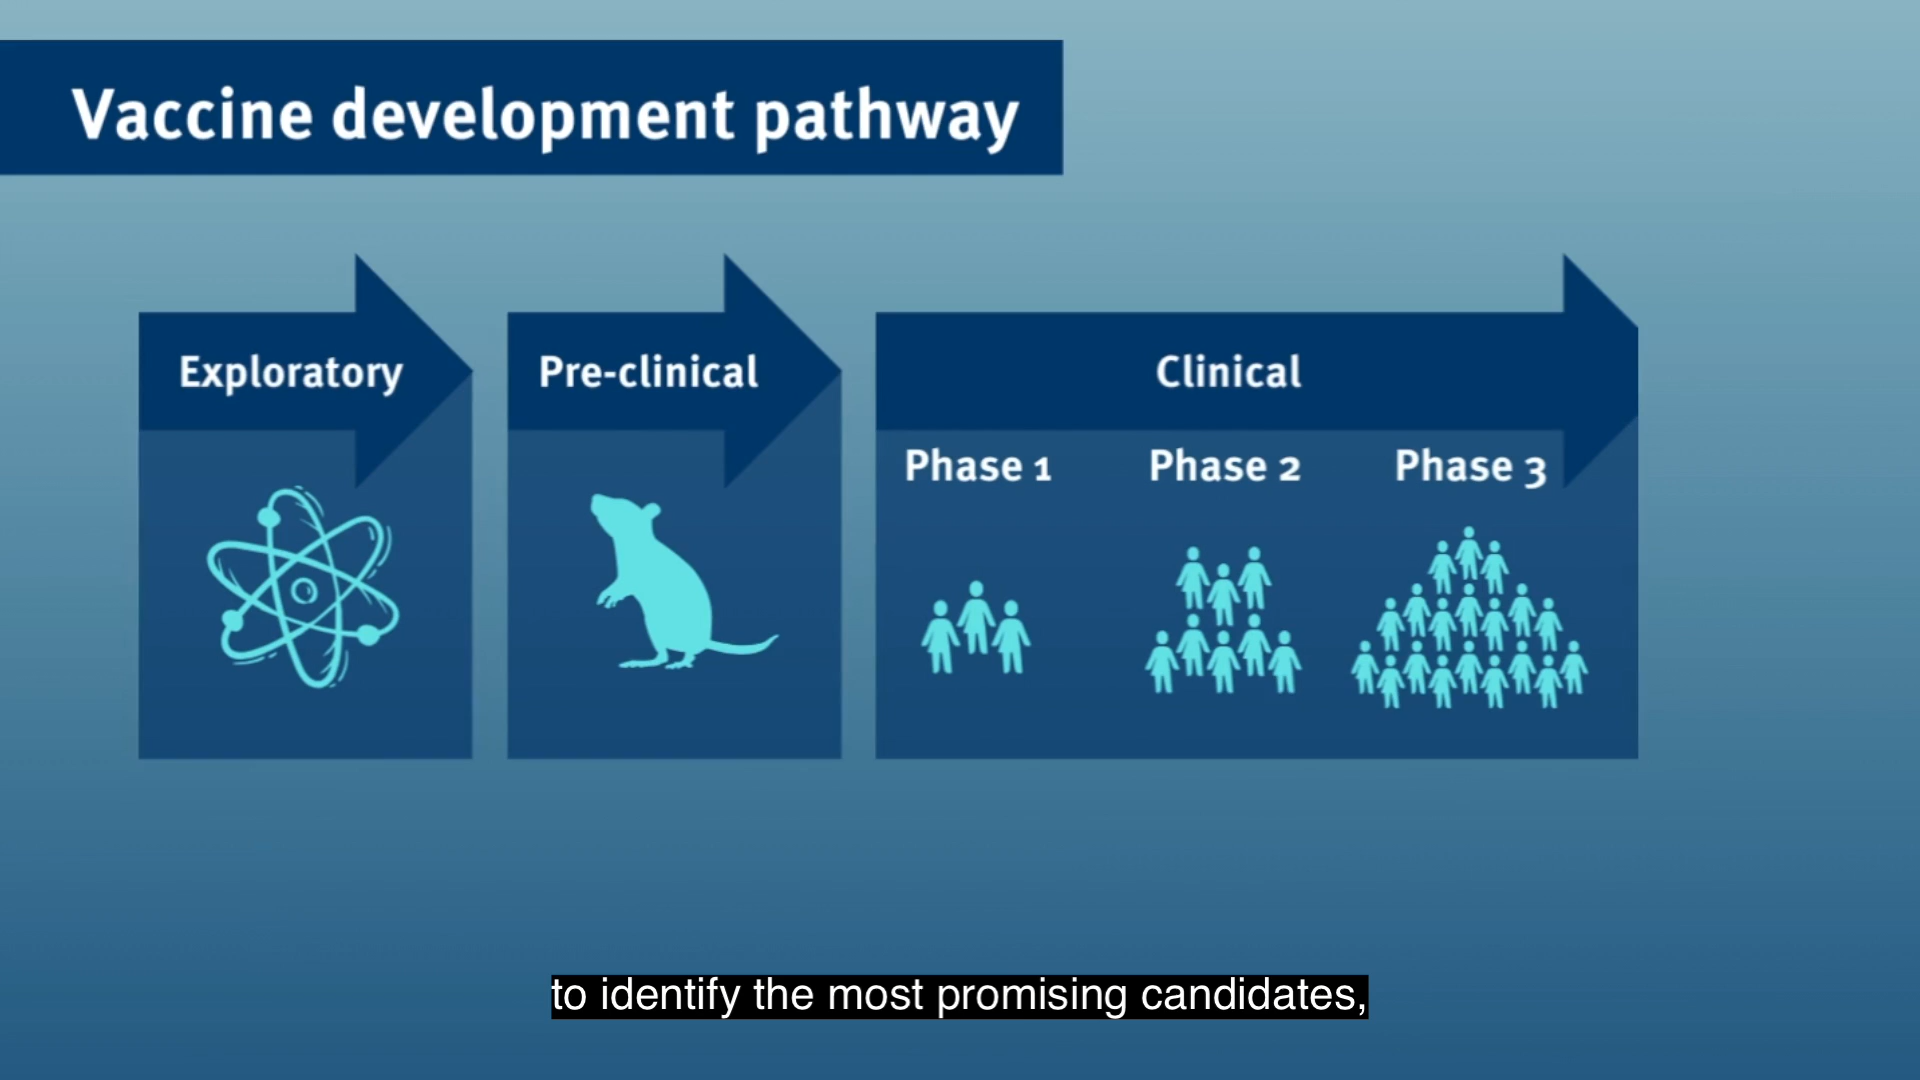 Vaccine development pathway
Exploratory
Pre-clinical
Clinical
Phase 1
Phase 2
Phase 3
to identify the most promising candidates,